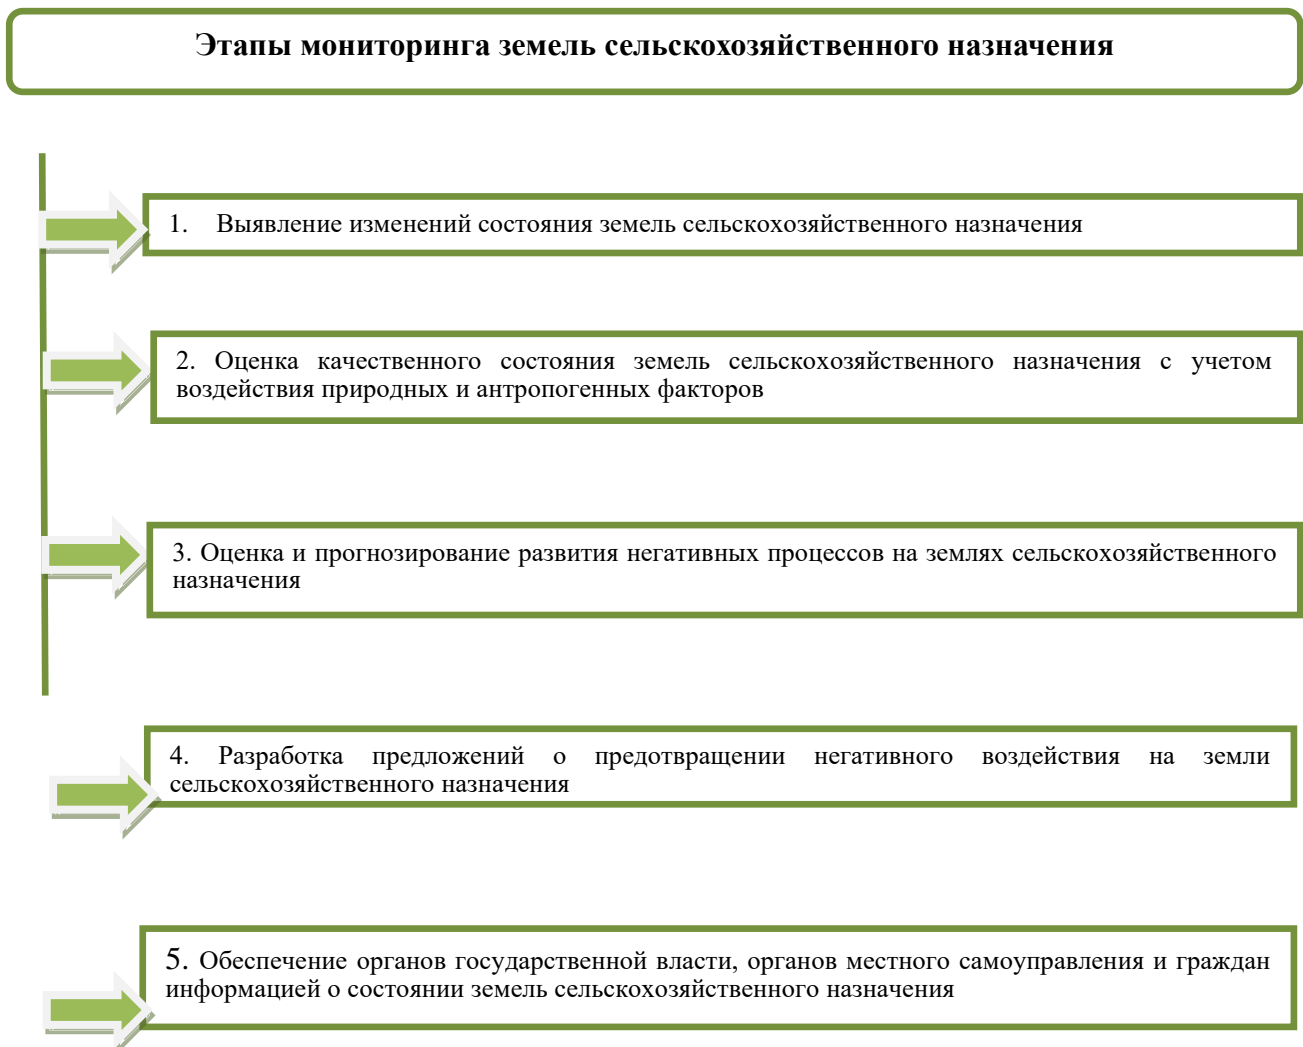 Этапы мониторинга земель сельскохозяйственного назначения
1. Выявление изменений состояния земель сельскохозяйственного назначения
2. Оценка качественного состояния земель сельскохозяйственного назначения с учетом
воздействия природных и антропогенных факторов
3. Оценка и прогнозирование развития негативных процессов на землях сельскохозяйственного
назначения
4. Разработка предложений о предотвращении негативного воздействия на земли
сельскохозяйственного назначения
5. Обеспечение органов государственной власти, органов местного самоуправления и граждан
информацией о состоянии земель сельскохозяйственного назначения